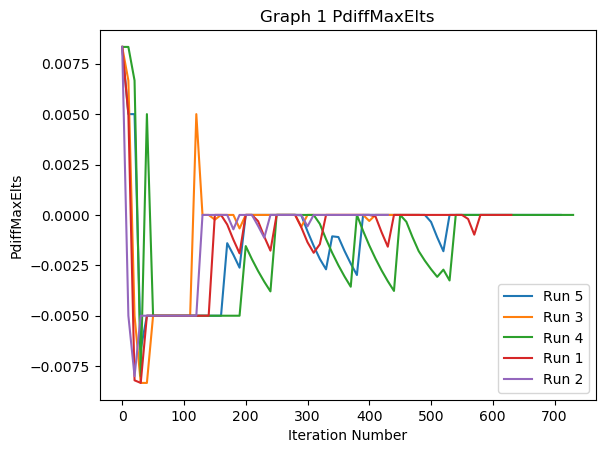 Graph 1 PdiffMaxElts
PdiffMaxElts
0.0075
0.0050
0.0025
0.0000
−0.0025
−0.0050
−0.0075
Run 5
Run 3
Run 4
Run 1
Run 2
0 100 200 300 400 500 600 700
Iteration Number